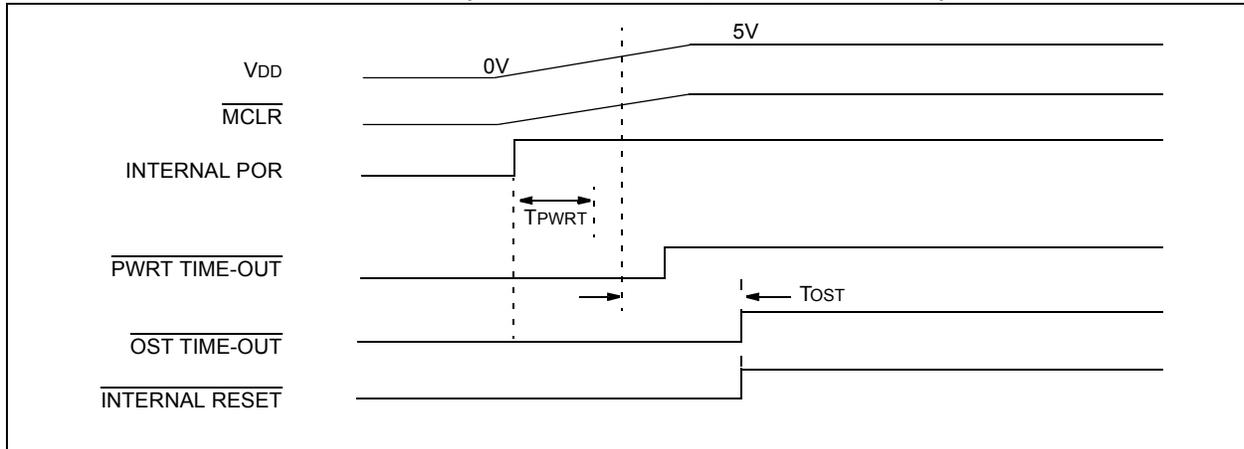 5V
0V
VDD
MCLR
INTERNAL POR
TPWRT
PWRT TIME-OUT
TOST
OST TIME-OUT
INTERNAL RESET